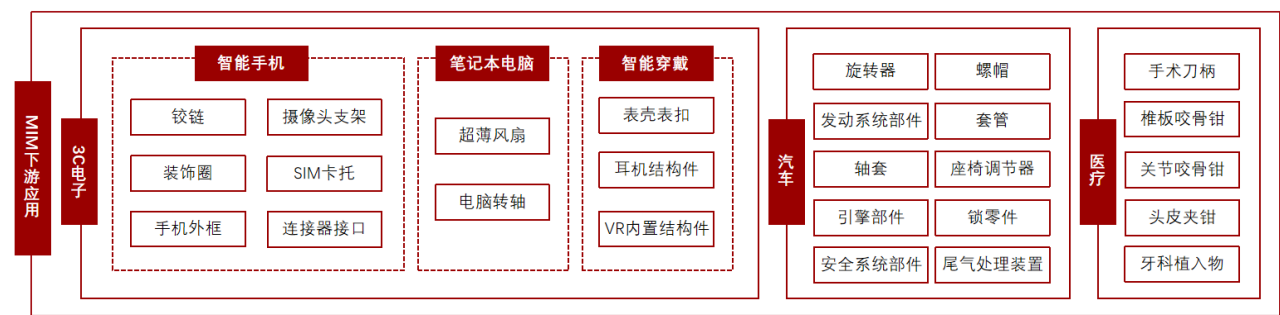 MIM下游应用
3C电子
智能手机
铰链
摄像头支架
装饰圈
SIM卡托
手机外框
连接器接口
笔记本电脑
超薄风扇
电脑转轴
智能穿戴
表壳表扣
耳机结构件
VR内置结构件
汽车
旋转器
螺帽
发动系统部件
套管
轴套
座椅调节器
引擎部件
锁零件
安全系统部件
尾气处理装置
医疗
手术刀柄
椎板咬骨钳
关节咬骨钳
头皮夹钳
牙科植入物